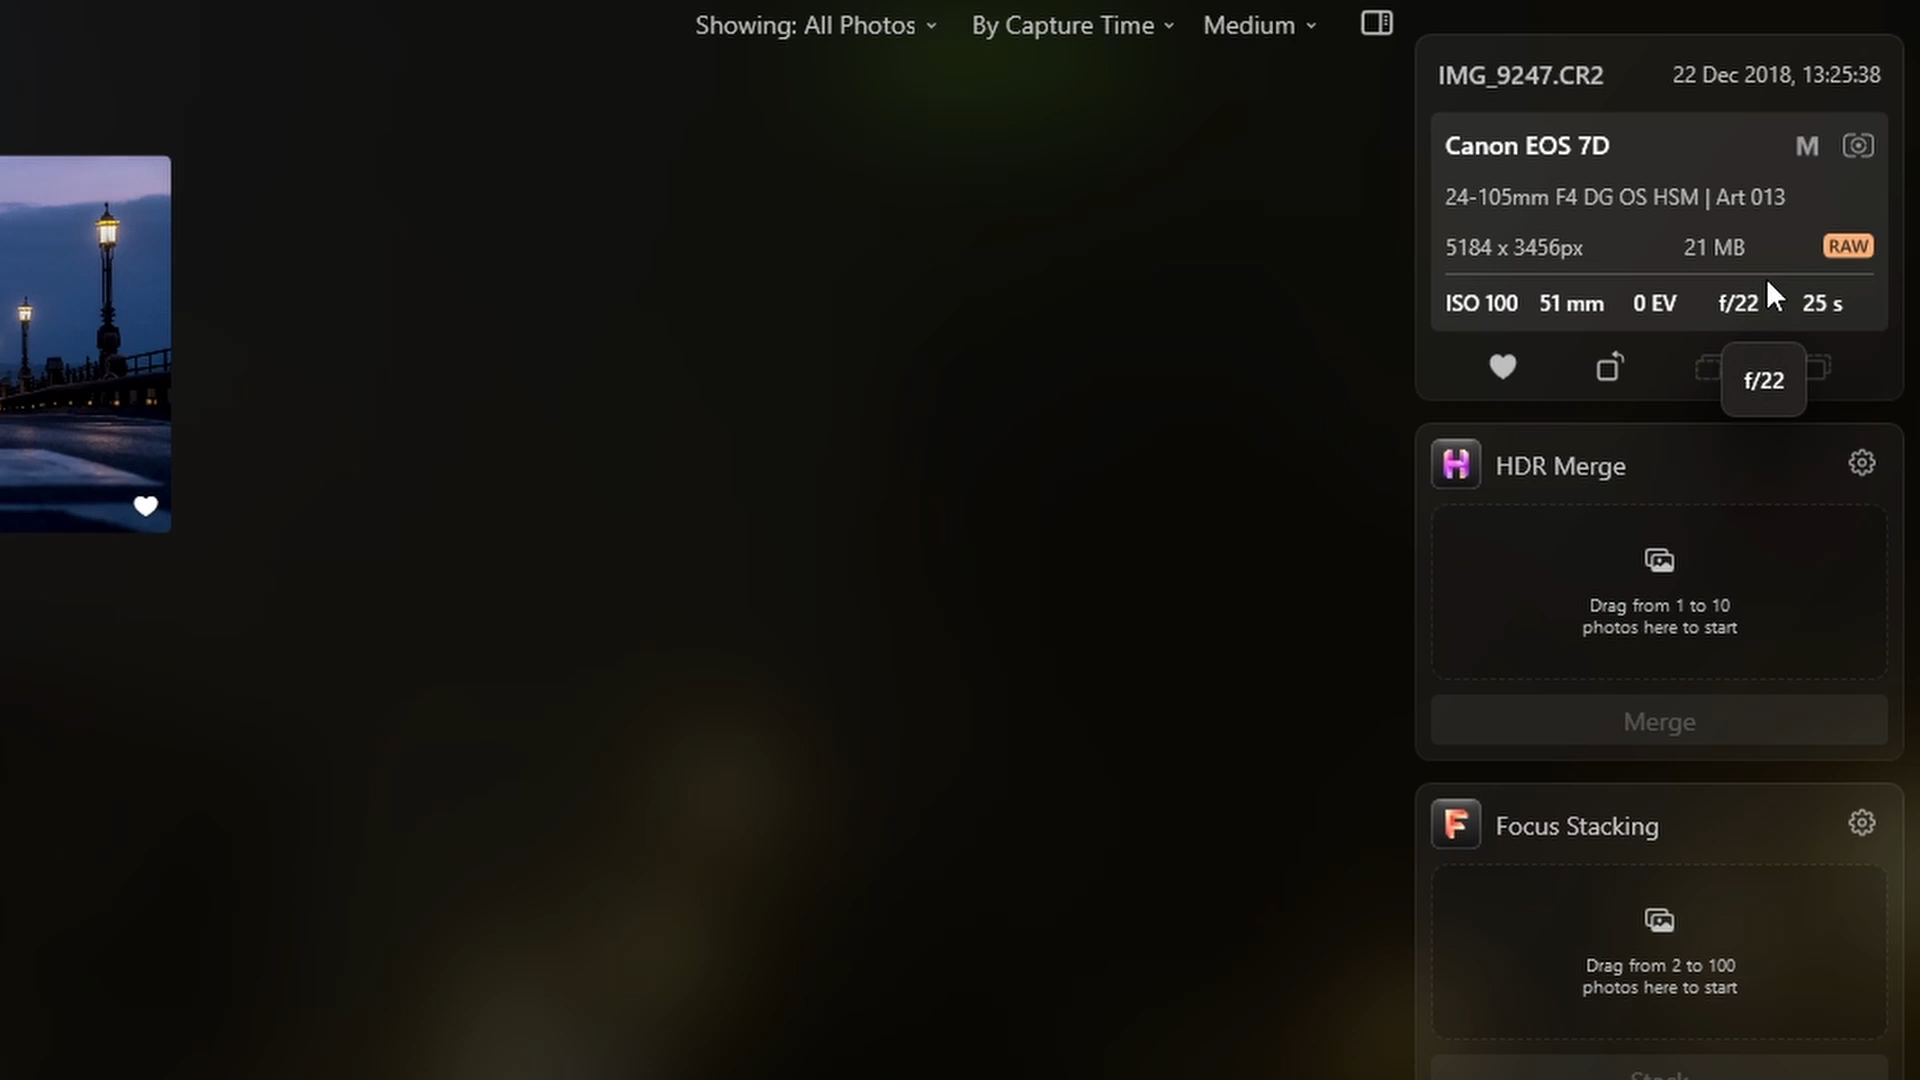 Showing: All Photos By Capture Time Medium
IMG_9247.CR2 22 Dec 2018, 13:25:38
Canon EOS 7D M
24-105mm F4 DG OS HSM | Art 013
5184 x 3456px 21 MB RAW
ISO 100 51 mm 0 EV f/22 25 s
f/22
HDR Merge
Drag from 1 to 10
photos here to start
Merge
Focus Stacking
Drag from 2 to 100
photos here to start
Stack